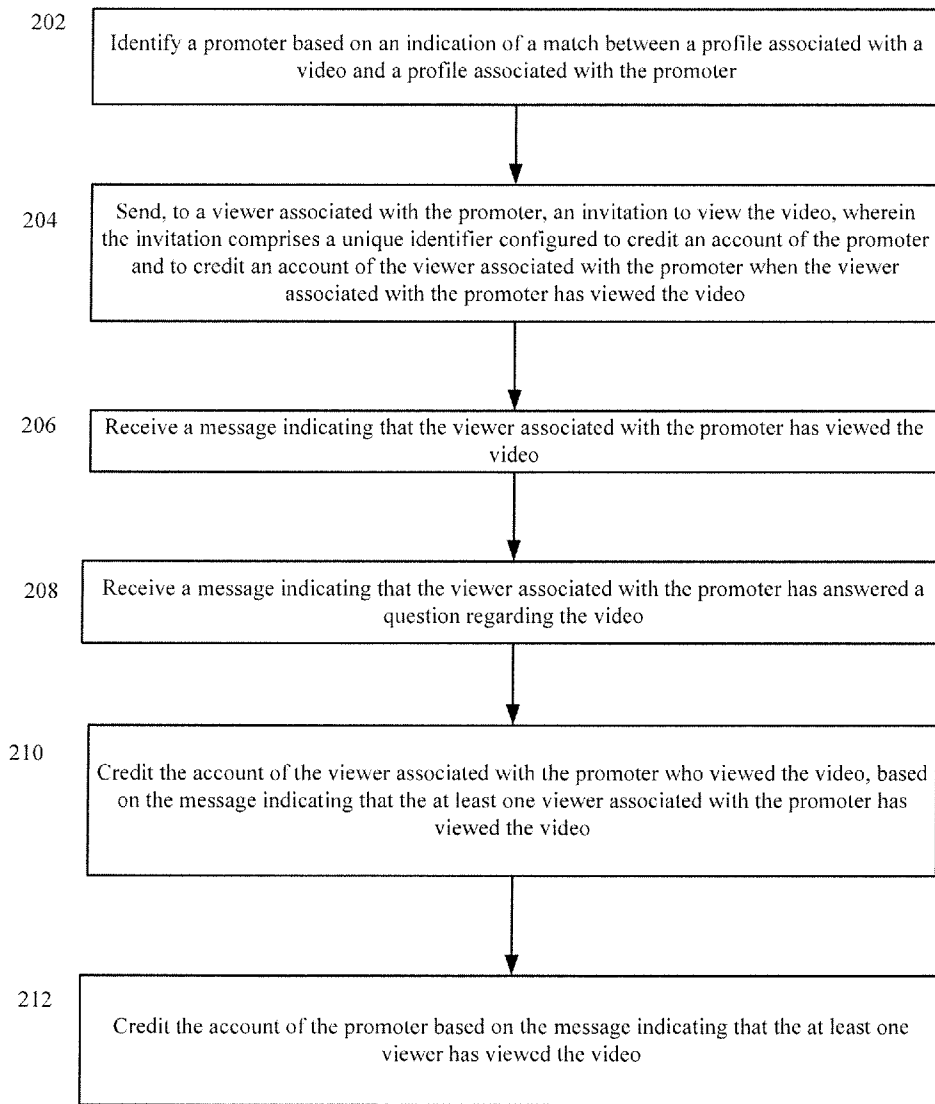 202
Identify a promoter based on an indication of a match between a profile associated with a
video and a profile associated with the promoter
204
Send, to a viewer associated with the promoter, an invitation to view the video, wherein
the invitation comprises a unique identifier configured to credit an account of the promoter
and to credit an account of the viewer associated with the promoter when the viewer
associated with the promoter has viewed the video
206
Receive a message indicating that the viewer associated with the promoter has viewed the
video
208
Receive a message indicating that the viewer associated with the promoter has answered a
question regarding the video
210
Credit the account of the viewer associated with the promoter who viewed the video, based
on the message indicating that the at least one viewer associated with the promoter has
viewed the video
212
Credit the account of the promoter based on the message indicating that the at least one
viewer has viewed the video